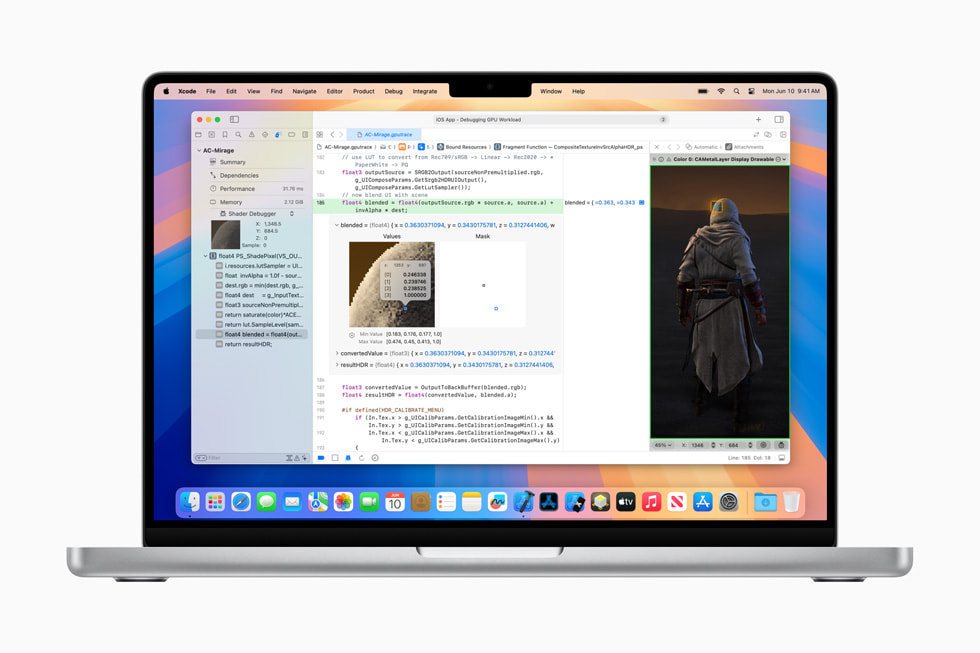 Xcode File Edit View Find Navigate Editor Product Debug Integrate Window Help Mon Jun 10 9:41 AM
iOS App – Debugging GPU Workload
2
AC-Mirage.gputrace
AC-Mirage
Summary
Dependencies
Performance 31.76 ms
Memory 2.12 GB
Shader Debugger
X: 1,346.5
Y: 684.5
Z: 0
Sample: 0
float4 PS_ShadePixel(VS_OU...
i.resources.lutSampler = UI...
float invAlpha = 1.0f - sour...
dest.rgb = min(dest.rgb, g_...
float4 dest = g_InputText...
float3 sourceNonPremultipl...
return saturate(color)*ACE...
return lut.SampleLevel(sam...
float4 blended = float4(out...
return resultHDR;
Filter
AC-Mirage.gputrace Bound Resources Fragment Function — CompositeTextureInvSrcAlphaHDR_ps
182 // use LUT to convert from Rec709/sRGB -> Linear -> Rec2020 -> *
PaperWhite -> PQ
183 float3 outputSource = SRGB2Output(sourceNonPremultiplied.rgb,
g_UIComposeParams.GetSrgb2HDRUIOutput(),
g_UIComposeParams.GetLutSampler());
184 // now blend UI with scene
185 float4 blended = float4(outputSource.rgb * source.a, source.a) +
invAlpha * dest;
blended = { =0.363, =0.343
blended = (float4) { x = 0.3630371094, y = 0.3430175781, z = 0.3127441406, w
Values Mask
[0] 0.246338
[1] 0.239746
[2] 0.238525
[3] 1.000000
Min Value [0.183, 0.176, 0.177, 1.0]
Max Value [0.474, 0.45, 0.413, 1.0]
convertedValue = (float3) { x = 0.3630371094, y = 0.3430175781, z = 0.312744
resultHDR = (float4) { x = 0.3630371094, y = 0.3430175781, z = 0.3127441406,
186
187 float3 convertedValue = OutputToBackBuffer(blended.rgb);
188 float4 resultHDR = float4(convertedValue, blended.a);
189
190 #if defined(HDR_CALIBRATE_MENU)
191 if (In.Tex.x > g_UICalibParams.GetCalibrationImageMin().x &&
In.Tex.y > g_UICalibParams.GetCalibrationImageMin().y &&
192 In.Tex.x < g_UICalibParams.GetCalibrationImageMax().x &&
In.Tex.y < g_UICalibParams.GetCalibrationImageMax().y)
193 {
Automatic Attachments
Color 0: CAMetalLayer Display Drawable
45% X: 1346 Y: 684
Line: 185 Col: 18
JUN
10
tv